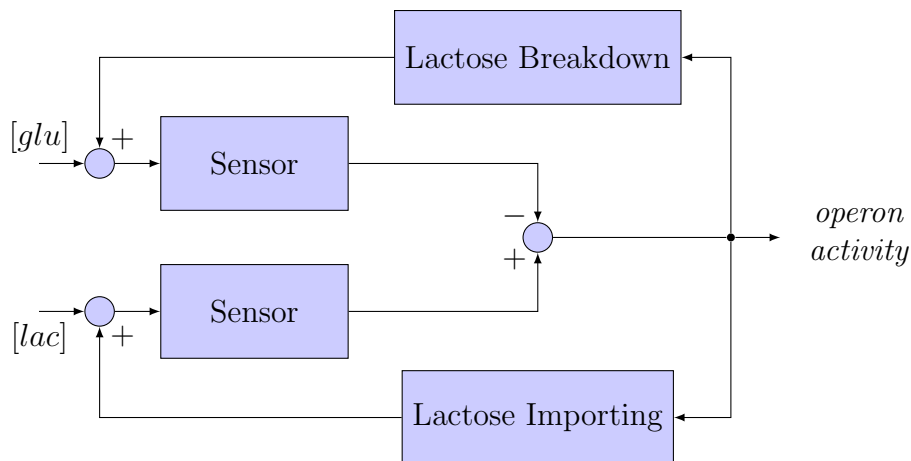 Lactose Breakdown
[glu]
+
Sensor
−
operon
activity
+
Sensor
[lac]
+
Lactose Importing